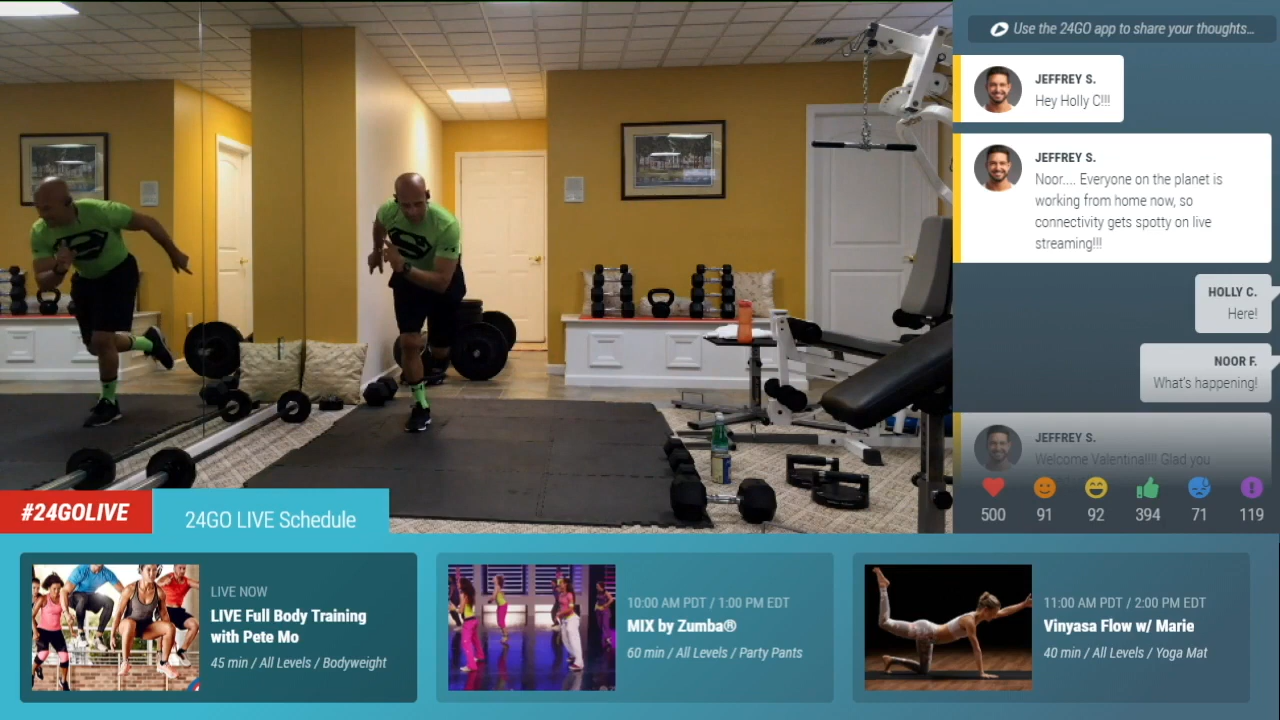 Use the 24GO app to share your thoughts...
JEFFREY S.
Hey Holly C!!!
JEFFREY S.
Noor.... Everyone on the planet is
working from home now, so
connectivity gets spotty on live
streaming!!!
HOLLY C.
Here!
NOOR F.
What's happening!
JEFFREY S.
Welcome Valentina!!!! Glad you
500
91
92
394
71
119
#24GOLIVE
24GO LIVE Schedule
LIVE NOW
LIVE Full Body Training
with Pete Mo
45 min / All Levels / Bodyweight
10:00 AM PDT / 1:00 PM EDT
MIX by Zumba®
60 min / All Levels / Party Pants
11:00 AM PDT / 2:00 PM EDT
Vinyasa Flow w/ Marie
40 min / All Levels / Yoga Mat